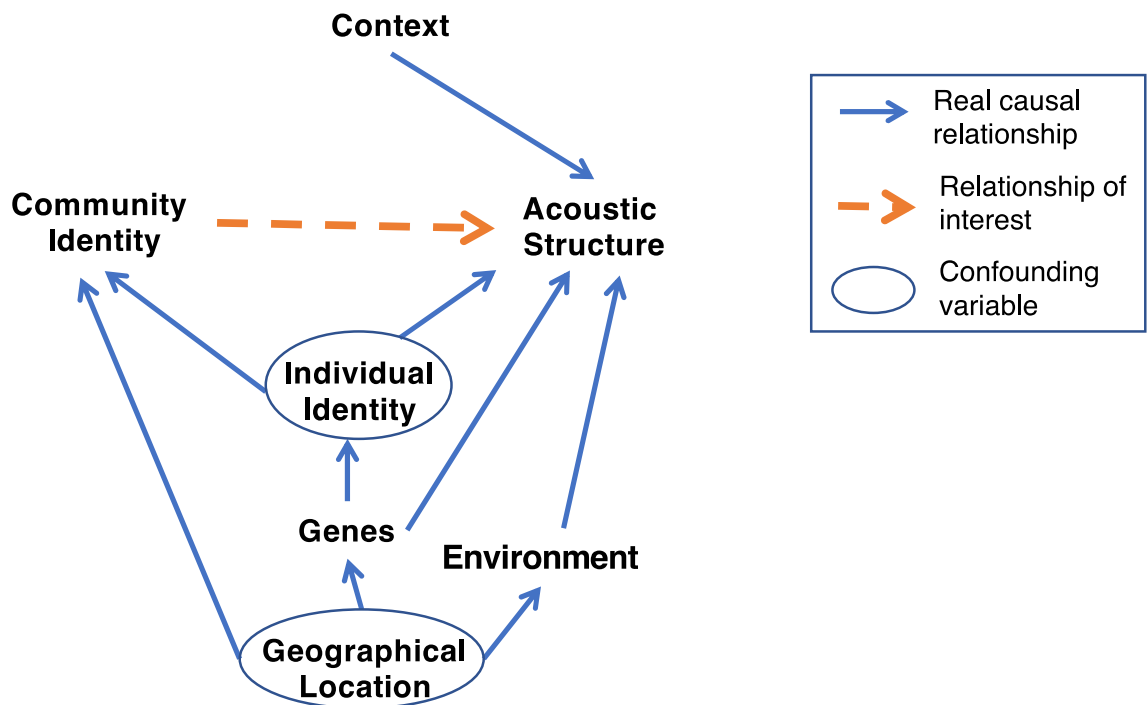 Context
Community
Identity
Acoustic
Structure
Individual
Identity
Genes
Environment
Geographical
Location
Real causal
relationship
Relationship of
interest
Confounding
variable